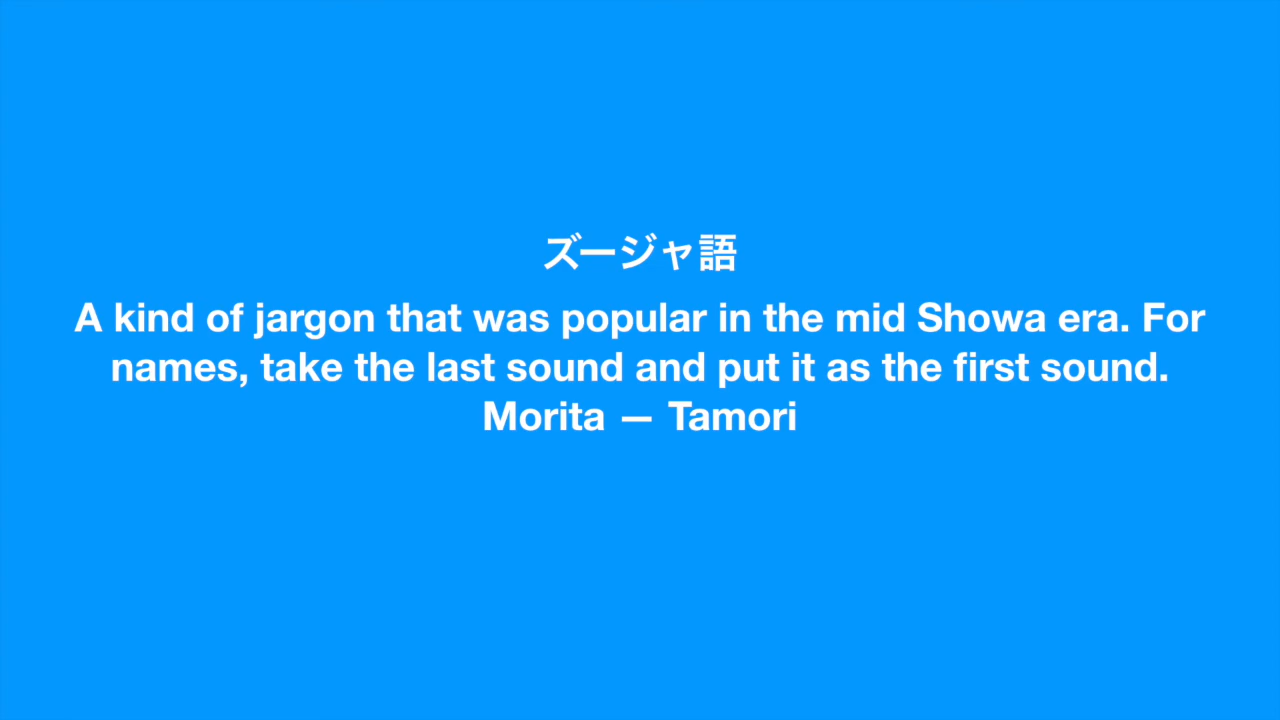 ズージャ語
A kind of jargon that was popular in the mid Showa era. For
names, take the last sound and put it as the first sound.
Morita — Tamori